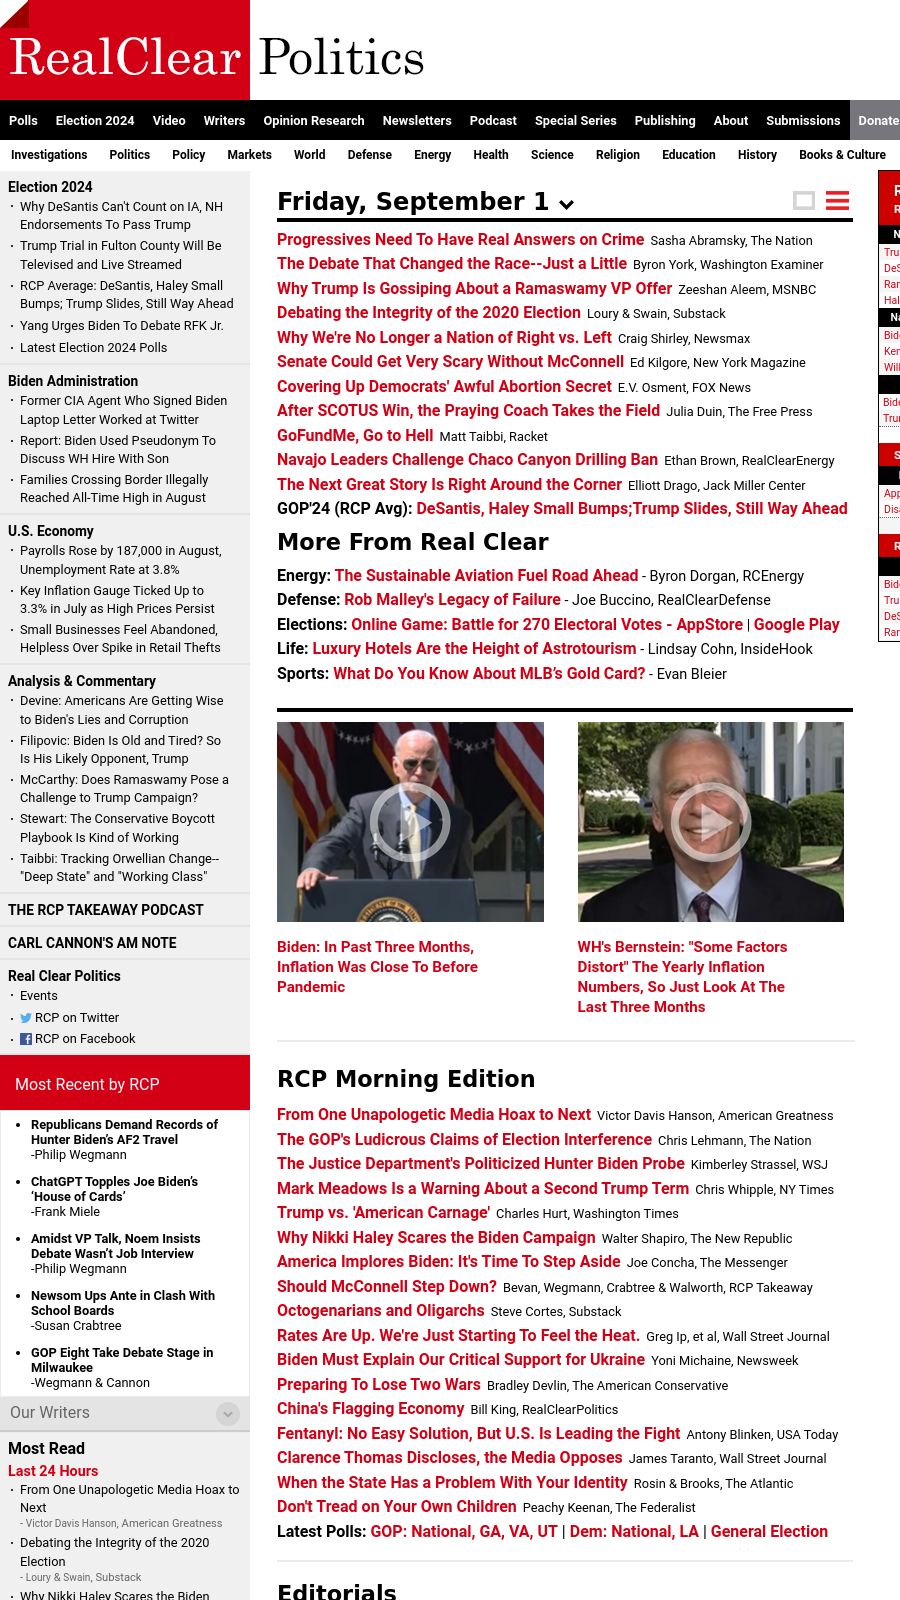 RealClear Politics
Polls Election 2024 Video Writers Opinion Research Newsletters Podcast Special Series Publishing About Submissions Donate
Investigations Politics Policy Markets World Defense Energy Health Science Religion Education History Books & Culture
Election 2024
· Why DeSantis Can't Count on IA, NH
Endorsements To Pass Trump
· Trump Trial in Fulton County Will Be
Televised and Live Streamed
· RCP Average: DeSantis, Haley Small
Bumps; Trump Slides, Still Way Ahead
· Yang Urges Biden To Debate RFK Jr.
· Latest Election 2024 Polls
Biden Administration
· Former CIA Agent Who Signed Biden
Laptop Letter Worked at Twitter
· Report: Biden Used Pseudonym To
Discuss WH Hire With Son
· Families Crossing Border Illegally
Reached All-Time High in August
U.S. Economy
· Payrolls Rose by 187,000 in August,
Unemployment Rate at 3.8%
· Key Inflation Gauge Ticked Up to
3.3% in July as High Prices Persist
· Small Businesses Feel Abandoned,
Helpless Over Spike in Retail Thefts
Analysis & Commentary
· Devine: Americans Are Getting Wise
to Biden's Lies and Corruption
· Filipovic: Biden Is Old and Tired? So
Is His Likely Opponent, Trump
· McCarthy: Does Ramaswamy Pose a
Challenge to Trump Campaign?
· Stewart: The Conservative Boycott
Playbook Is Kind of Working
· Taibbi: Tracking Orwellian Change--
"Deep State" and "Working Class"
THE RCP TAKEAWAY PODCAST
CARL CANNON'S AM NOTE
Real Clear Politics
· Events
· RCP on Twitter
· RCP on Facebook
Most Recent by RCP
• Republicans Demand Records of
Hunter Biden's AF2 Travel
-Philip Wegmann
• ChatGPT Topples Joe Biden's
‘House of Cards’
-Frank Miele
• Amidst VP Talk, Noem Insists
Debate Wasn't Job Interview
-Philip Wegmann
• Newsom Ups Ante in Clash With
School Boards
-Susan Crabtree
• GOP Eight Take Debate Stage in
Milwaukee
-Wegmann & Cannon
Our Writers
Most Read
Last 24 Hours
· From One Unapologetic Media Hoax to
Next
- Victor Davis Hanson, American Greatness
· Debating the Integrity of the 2020
Election
- Loury & Swain, Substack
· Why Nikki Haley Scares the Biden
Friday, September 1
Progressives Need To Have Real Answers on Crime Sasha Abramsky, The Nation
The Debate That Changed the Race--Just a Little Byron York, Washington Examiner
Why Trump Is Gossiping About a Ramaswamy VP Offer Zeeshan Aleem, MSNBC
Debating the Integrity of the 2020 Election Loury & Swain, Substack
Why We're No Longer a Nation of Right vs. Left Craig Shirley, Newsmax
Senate Could Get Very Scary Without McConnell Ed Kilgore, New York Magazine
Covering Up Democrats' Awful Abortion Secret E.V. Osment, FOX News
After SCOTUS Win, the Praying Coach Takes the Field Julia Duin, The Free Press
GoFundMe, Go to Hell Matt Taibbi, Racket
Navajo Leaders Challenge Chaco Canyon Drilling Ban Ethan Brown, RealClearEnergy
The Next Great Story Is Right Around the Corner Elliott Drago, Jack Miller Center
GOP'24 (RCP Avg): DeSantis, Haley Small Bumps;Trump Slides, Still Way Ahead
More From Real Clear
Energy: The Sustainable Aviation Fuel Road Ahead - Byron Dorgan, RCEnergy
Defense: Rob Malley's Legacy of Failure - Joe Buccino, RealClearDefense
Elections: Online Game: Battle for 270 Electoral Votes - AppStore | Google Play
Life: Luxury Hotels Are the Height of Astrotourism - Lindsay Cohn, InsideHook
Sports: What Do You Know About MLB's Gold Card? - Evan Bleier
Biden: In Past Three Months,
Inflation Was Close To Before
Pandemic
WH's Bernstein: "Some Factors
Distort" The Yearly Inflation
Numbers, So Just Look At The
Last Three Months
RCP Morning Edition
From One Unapologetic Media Hoax to Next Victor Davis Hanson, American Greatness
The GOP's Ludicrous Claims of Election Interference Chris Lehmann, The Nation
The Justice Department's Politicized Hunter Biden Probe Kimberley Strassel, WSJ
Mark Meadows Is a Warning About a Second Trump Term Chris Whipple, NY Times
Trump vs. 'American Carnage' Charles Hurt, Washington Times
Why Nikki Haley Scares the Biden Campaign Walter Shapiro, The New Republic
America Implores Biden: It's Time To Step Aside Joe Concha, The Messenger
Should McConnell Step Down? Bevan, Wegmann, Crabtree & Walworth, RCP Takeaway
Octogenarians and Oligarchs Steve Cortes, Substack
Rates Are Up. We're Just Starting To Feel the Heat. Greg Ip, et al, Wall Street Journal
Biden Must Explain Our Critical Support for Ukraine Yoni Michaine, Newsweek
Preparing To Lose Two Wars Bradley Devlin, The American Conservative
China's Flagging Economy Bill King, RealClearPolitics
Fentanyl: No Easy Solution, But U.S. Is Leading the Fight Antony Blinken, USA Today
Clarence Thomas Discloses, the Media Opposes James Taranto, Wall Street Journal
When the State Has a Problem With Your Identity Rosin & Brooks, The Atlantic
Don't Tread on Your Own Children Peachy Keenan, The Federalist
Latest Polls: GOP: National, GA, VA, UT | Dem: National, LA | General Election
Editorials